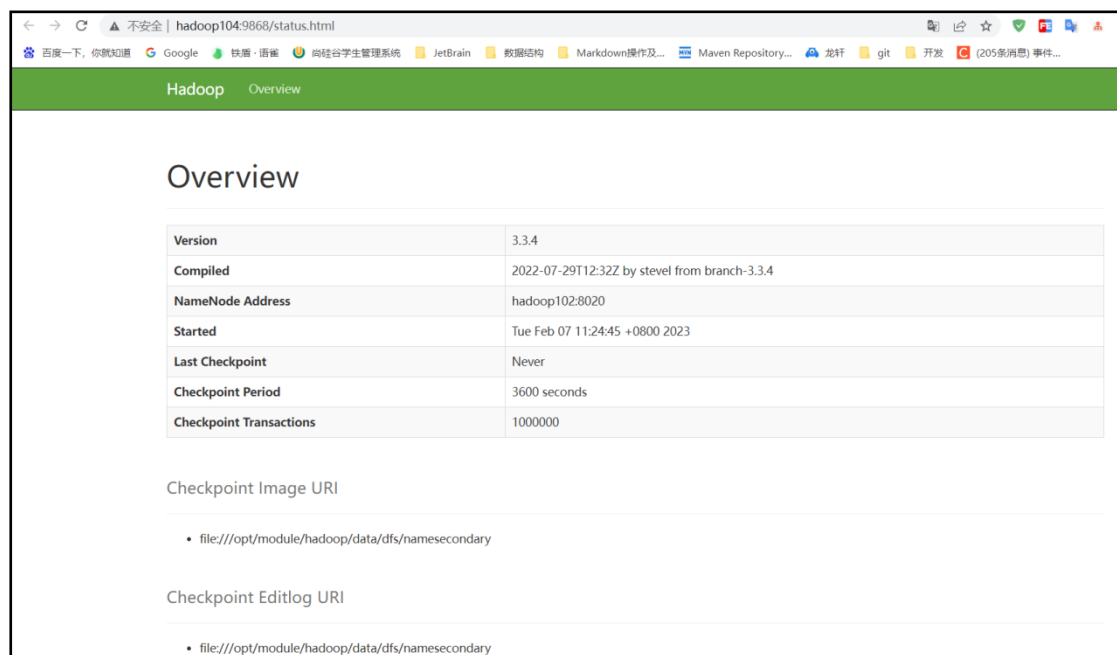 不安全 | hadoop104:9868/status.html
百度一下，你就知道 Google 铁盾·语雀 尚硅谷学生管理系统 JetBrain 数据结构 Markdown操作及... Maven Repository... 龙轩 git 开发 (205条消息) 事件...
Hadoop Overview
Overview
Version 3.3.4
Compiled 2022-07-29T12:32Z by stevel from branch-3.3.4
NameNode Address hadoop102:8020
Started Tue Feb 07 11:24:45 +0800 2023
Last Checkpoint Never
Checkpoint Period 3600 seconds
Checkpoint Transactions 1000000
Checkpoint Image URI
• file:///opt/module/hadoop/data/dfs/namesecondary
Checkpoint Editlog URI
• file:///opt/module/hadoop/data/dfs/namesecondary